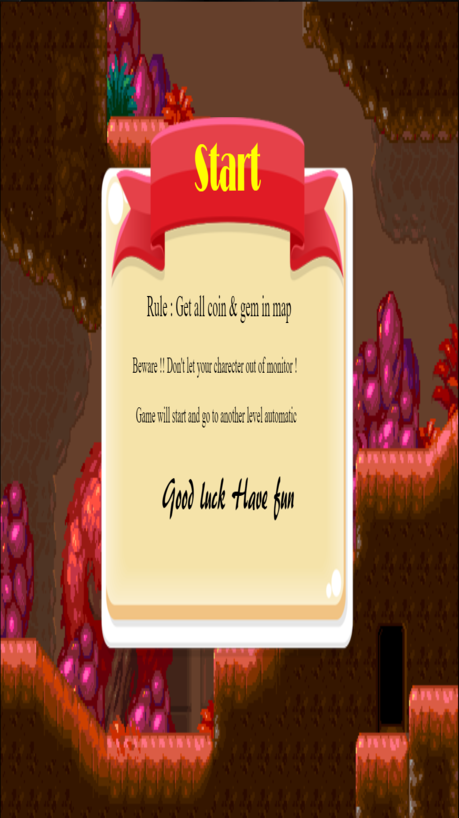 Start
Rule : Get all coin & gem in map
Beware !! Don't let your charecter out of monitor !
Game will start and go to another level automatic
Good luck Have fun